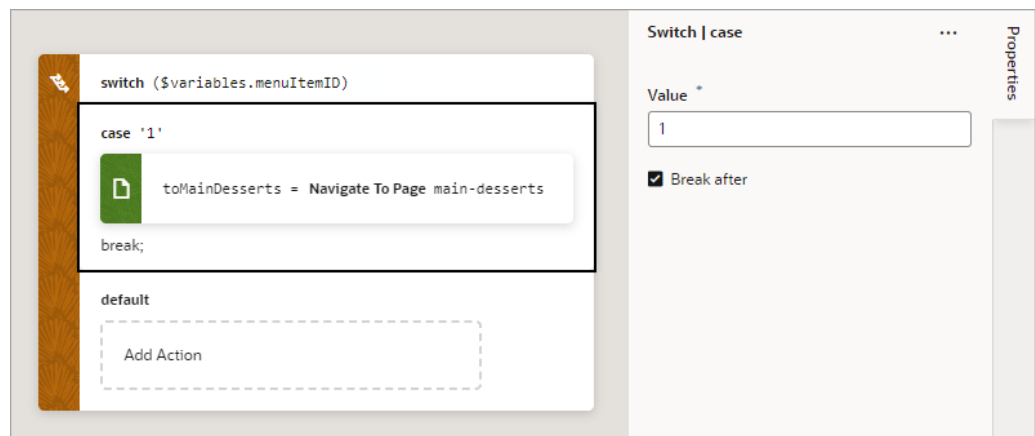 switch ($variables.menuItemID)
case '1'
toMainDesserts = Navigate To Page main-desserts
break;
default
Add Action
Switch | case
...
Value *
1
Break after
Properties